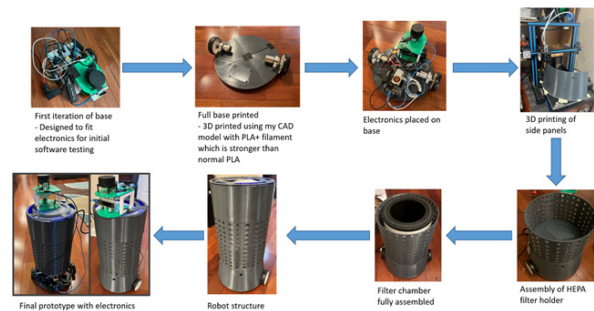 First iteration of base
- Designed to fit
electronics for initial
software testing
Full base printed
- 3D printed using my CAD
model with PLA+ filament
which is stronger than
normal PLA
Electronics placed on
base
3D printing of
side panels
Assembly of HEPA
filter holder
Filter chamber
fully assembled
Robot structure
Final prototype with electronics